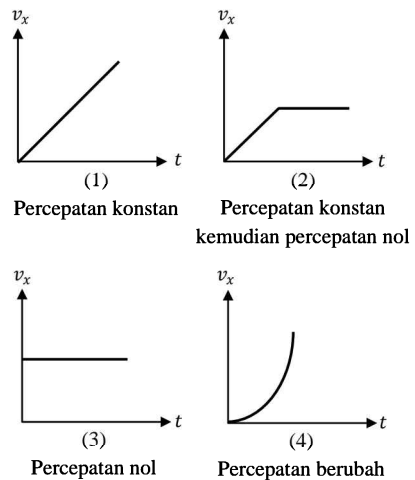 v_x
t
(1)
Percepatan konstan
v_x
t
(2)
Percepatan konstan
kemudian percepatan nol
v_x
t
(3)
Percepatan nol
v_x
t
(4)
Percepatan berubah